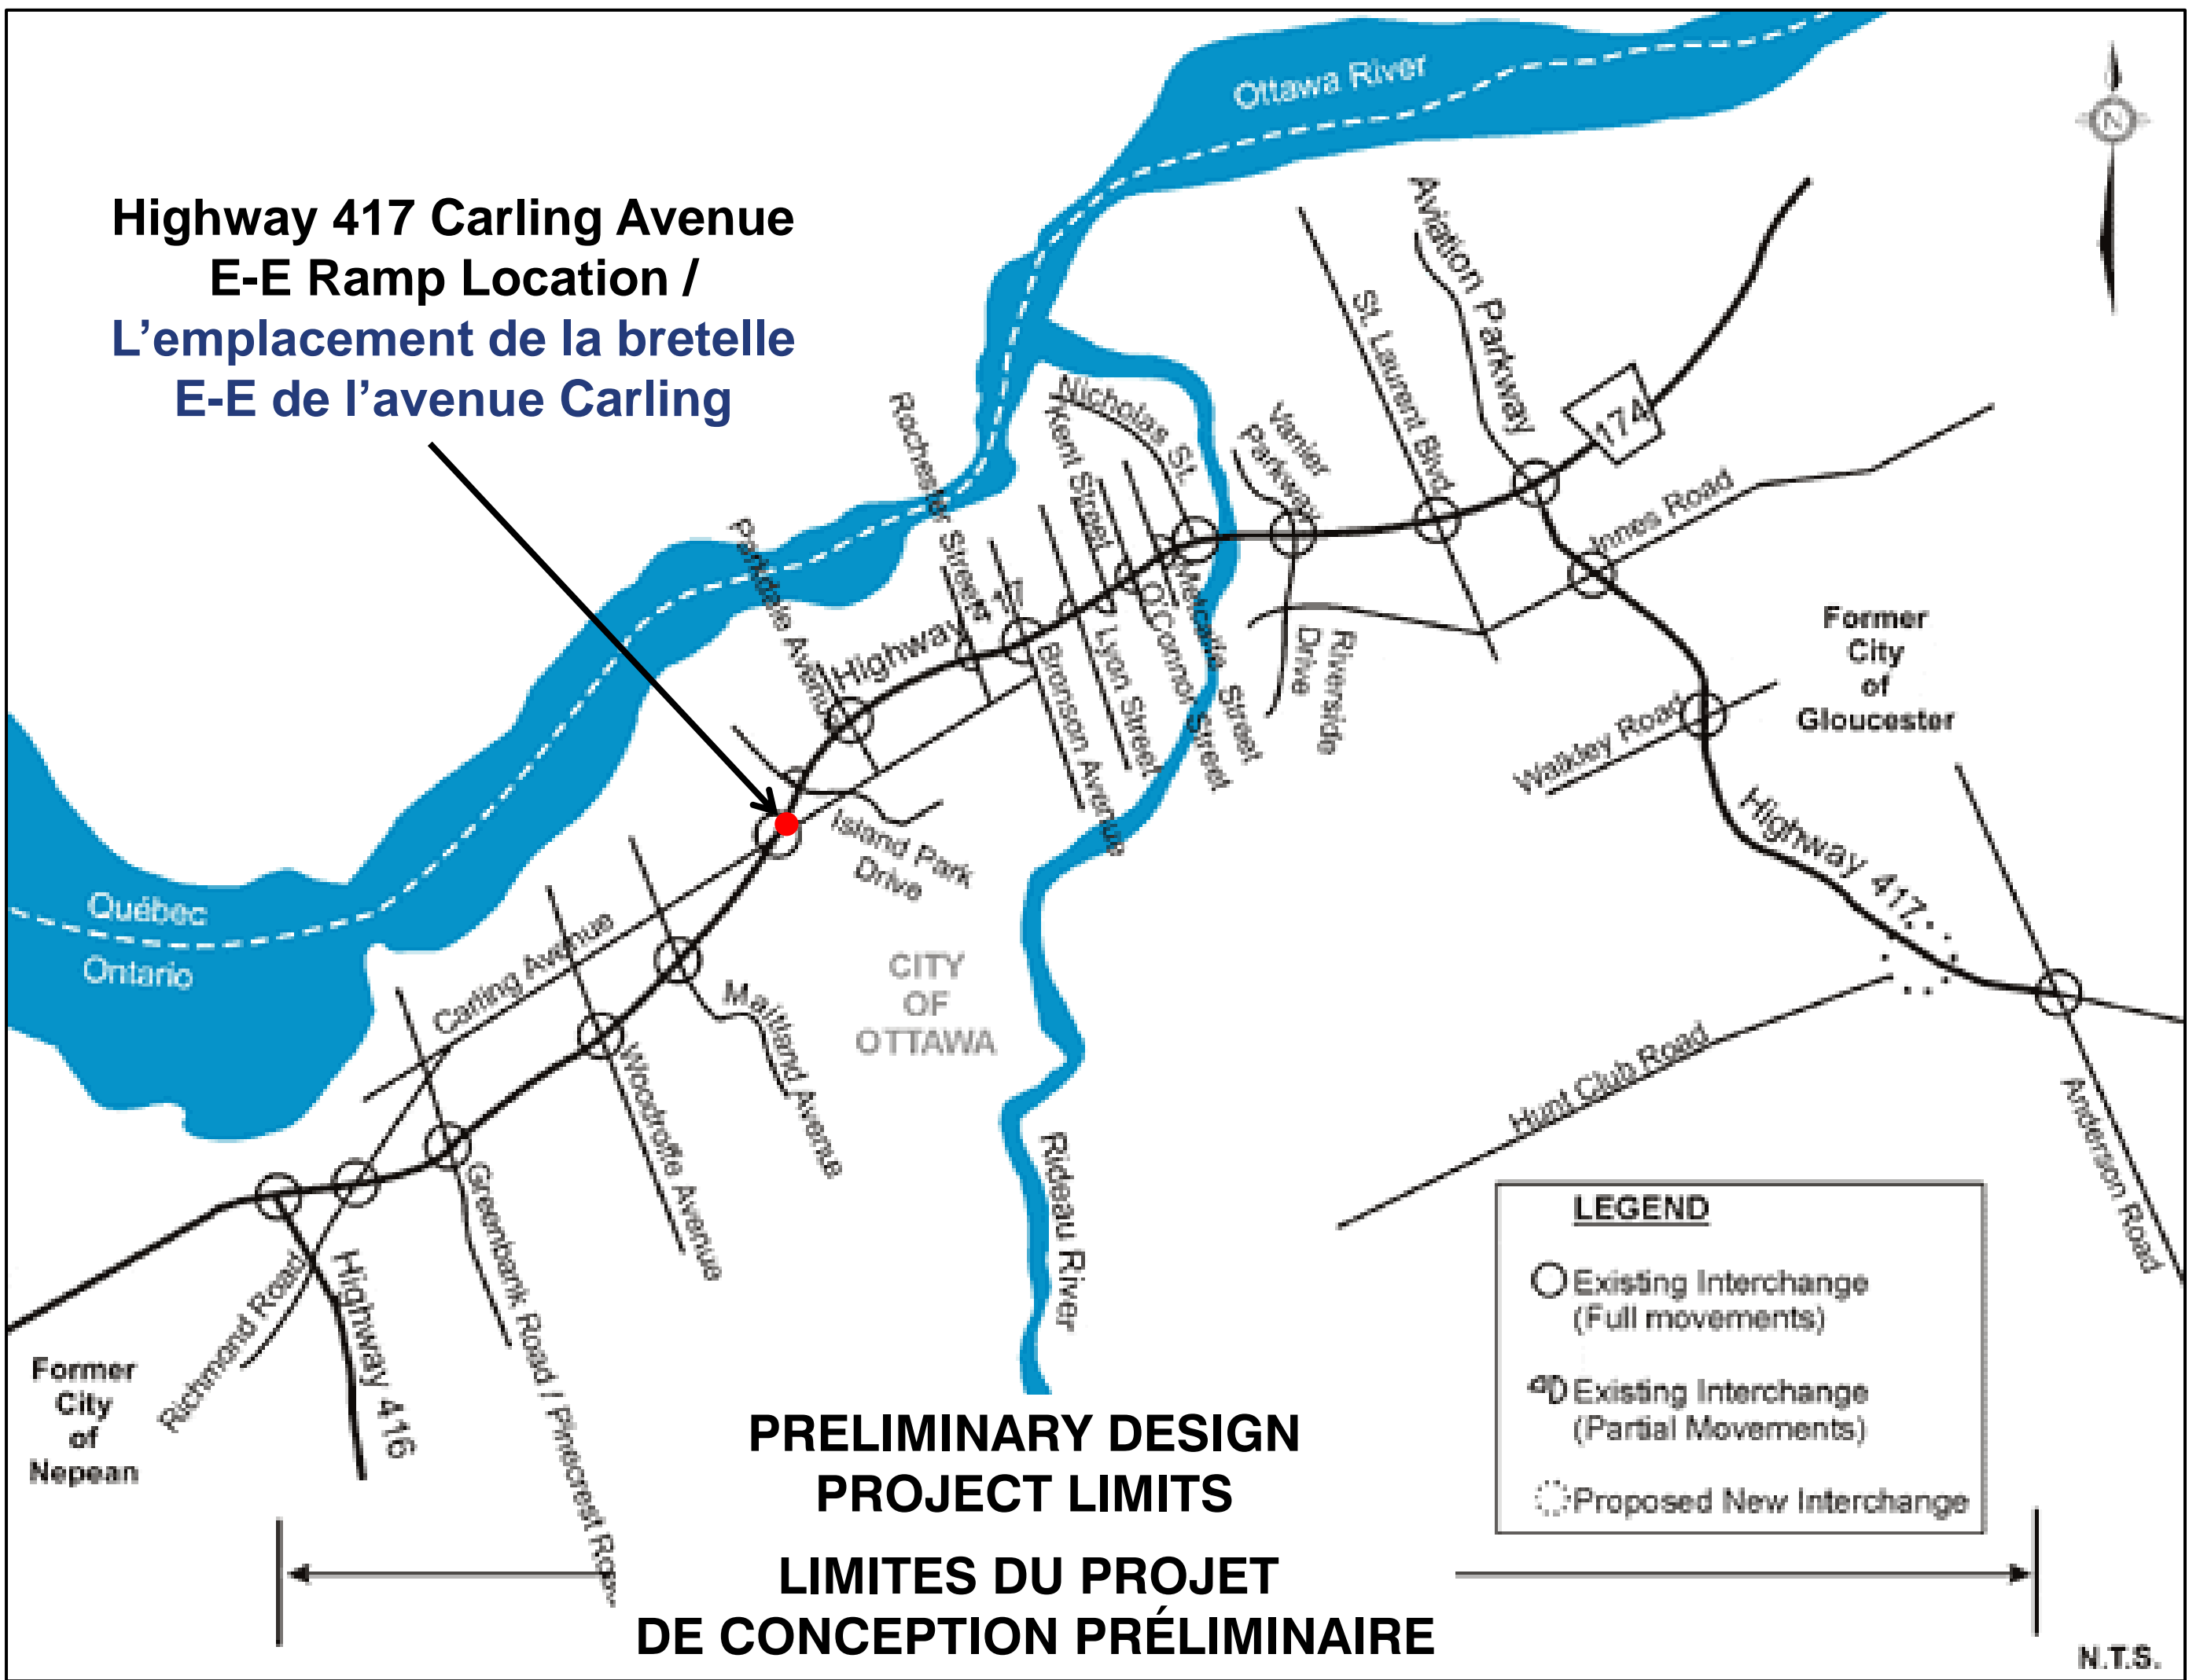 Ottawa River
Highway 417 Carling Avenue
E-E Ramp Location /
L’emplacement de la bretelle
E-E de l’avenue Carling
N
Aviation Parkway
St. Laurent Blvd.
174
Nicholas St.
Kent Street
Vanier
Parkway
Rochester Street
Innes Road
Parkdale Avenue
Highway
Metcalfe Street
O'Connor Street
Lyon Street
Bronson Avenue
Riverside
Drive
Former
City
of
Gloucester
Walkley Road
Highway 417
Island Park
Drive
Québec
Ontario
Carling Avenue
CITY
OF
OTTAWA
Maitland Avenue
Woodroffe Avenue
Hunt Club Road
Anderson Road
Rideau River
Greenbank Road / Pinecrest Road
Richmond Road
Highway 416
Former
City
of
Nepean
LEGEND
Existing Interchange
(Full movements)
Existing Interchange
(Partial Movements)
Proposed New Interchange
PRELIMINARY DESIGN
PROJECT LIMITS
LIMITES DU PROJET
DE CONCEPTION PRÉLIMINAIRE
N.T.S.